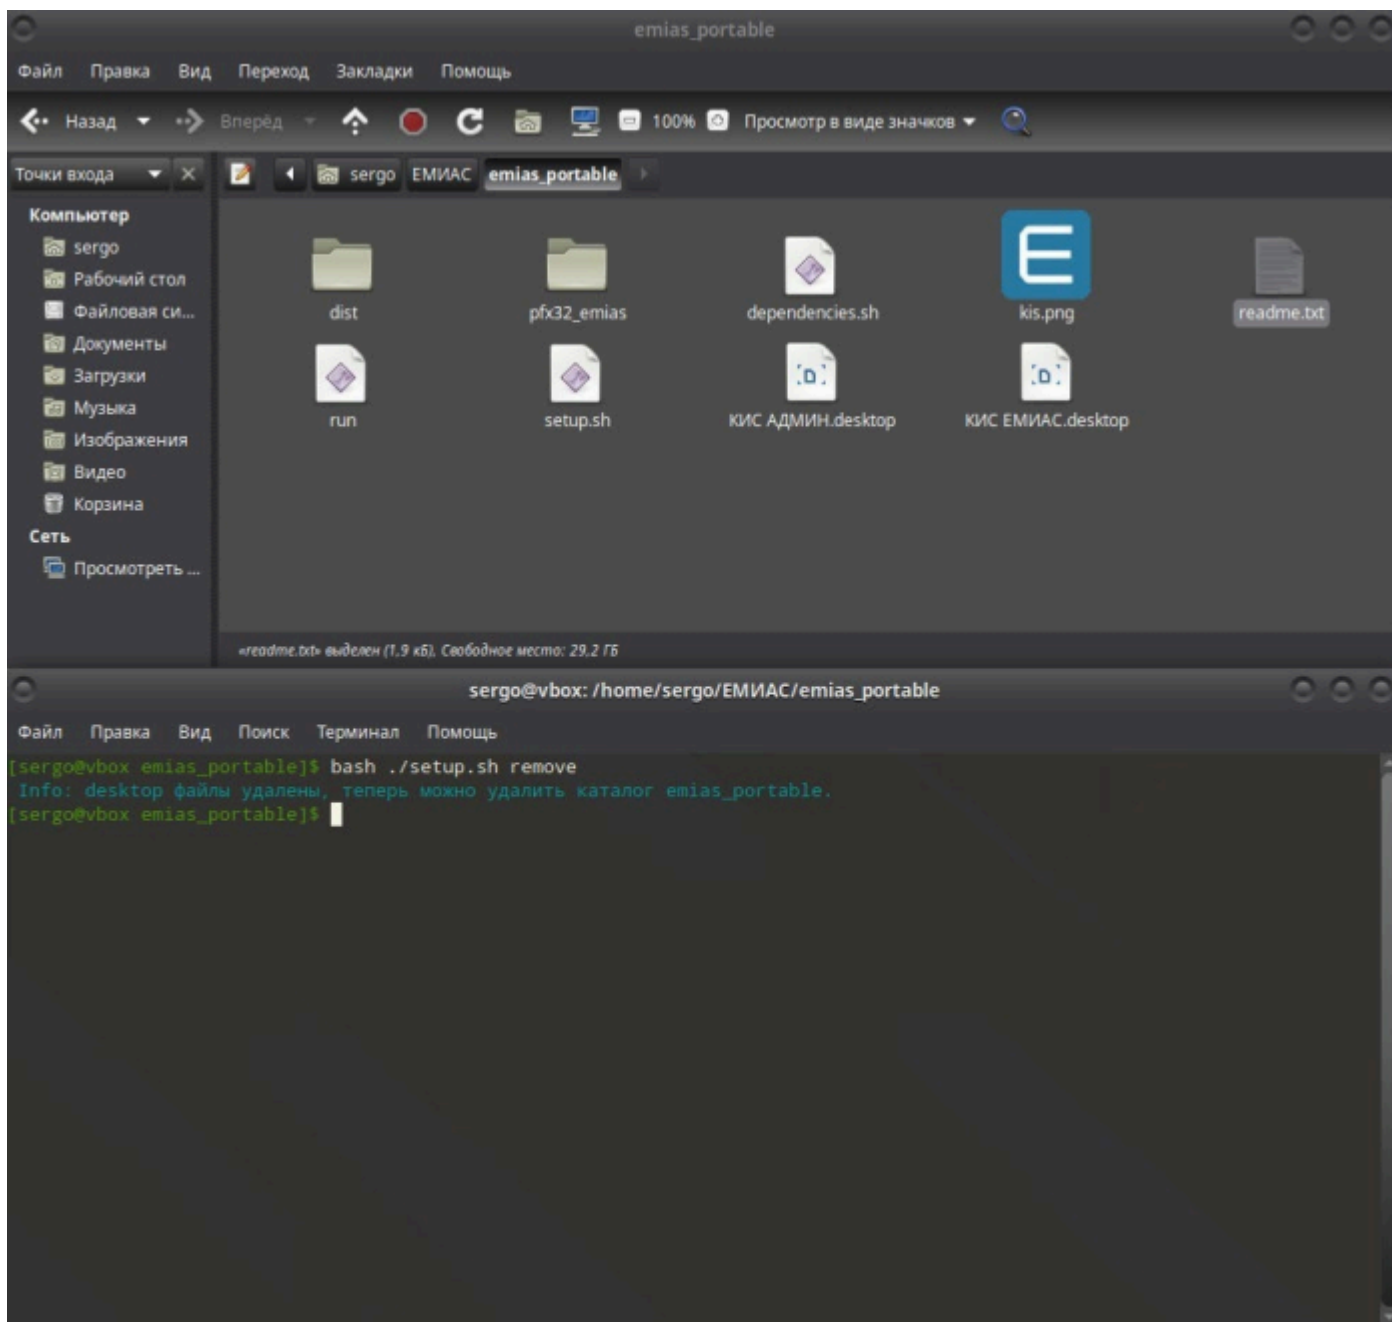 emias_portable
Файл Правка Вид Переход Закладки Помощь
Назад Вперёд 100% Просмотр в виде значков
Точки входа sergo ЕМИАС emias_portable
Компьютер
sergo
Рабочий стол
Файловая си...
Документы
Загрузки
Музыка
Изображения
Видео
Корзина
Сеть
Просмотреть ...
dist pfx32_emias dependencies.sh kis.png readme.txt
run setup.sh КИС АДМИН.desktop КИС ЕМИАС.desktop
«readme.txt» выделен (1,9 кБ), Свободное место: 29,2 ГБ
sergo@vbox: /home/sergo/ЕМИАС/emias_portable
Файл Правка Вид Поиск Терминал Помощь
[sergo@vbox emias_portable]$ bash ./setup.sh remove
Info: desktop файлы удалены, теперь можно удалить каталог emias_portable.
[sergo@vbox emias_portable]$